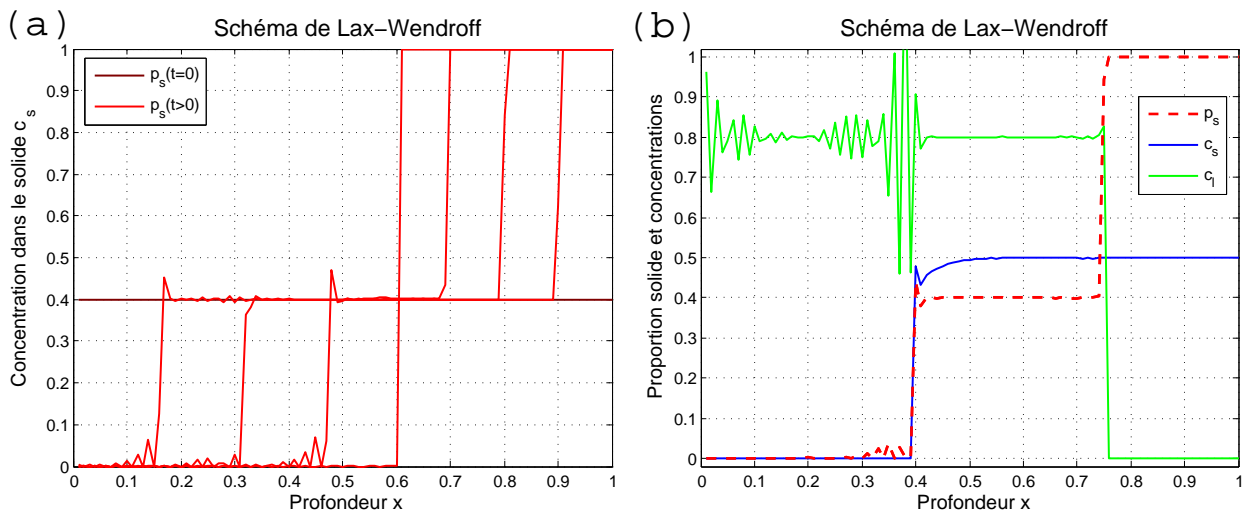 (a)
Schéma de Lax−Wendroff
Concentration dans le solide c_s
1
0.9
0.8
0.7
0.6
0.5
0.4
0.3
0.2
0.1
0
p_s(t=0)
p_s(t>0)
0 0.1 0.2 0.3 0.4 0.5 0.6 0.7 0.8 0.9 1
Profondeur x
(b)
Schéma de Lax−Wendroff
Proportion solide et concentrations
1
0.9
0.8
0.7
0.6
0.5
0.4
0.3
0.2
0.1
0
p_s
c_s
c_l
0 0.1 0.2 0.3 0.4 0.5 0.6 0.7 0.8 0.9 1
Profondeur x